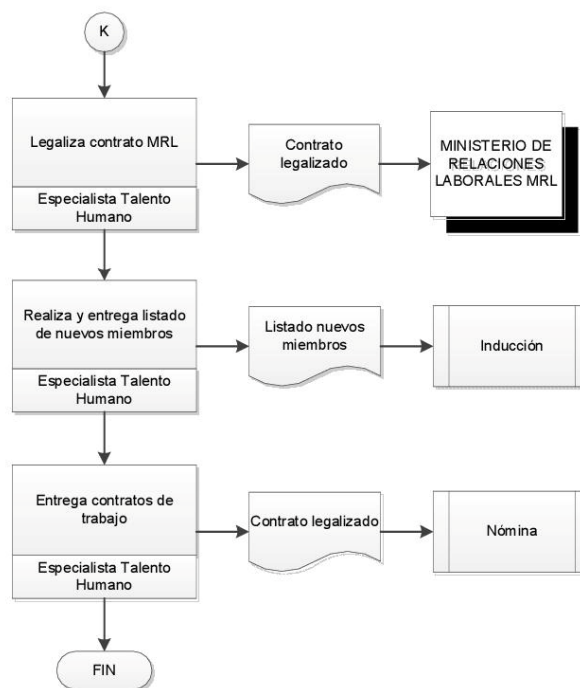 K
Legaliza contrato MRL
Especialista Talento
Humano
Contrato
legalizado
MINISTERIO DE
RELACIONES
LABORALES MRL
Realiza y entrega listado
de nuevos miembros
Especialista Talento
Humano
Listado nuevos
miembros
Inducción
Entrega contratos de
trabajo
Especialista Talento
Humano
Contrato legalizado
Nómina
FIN